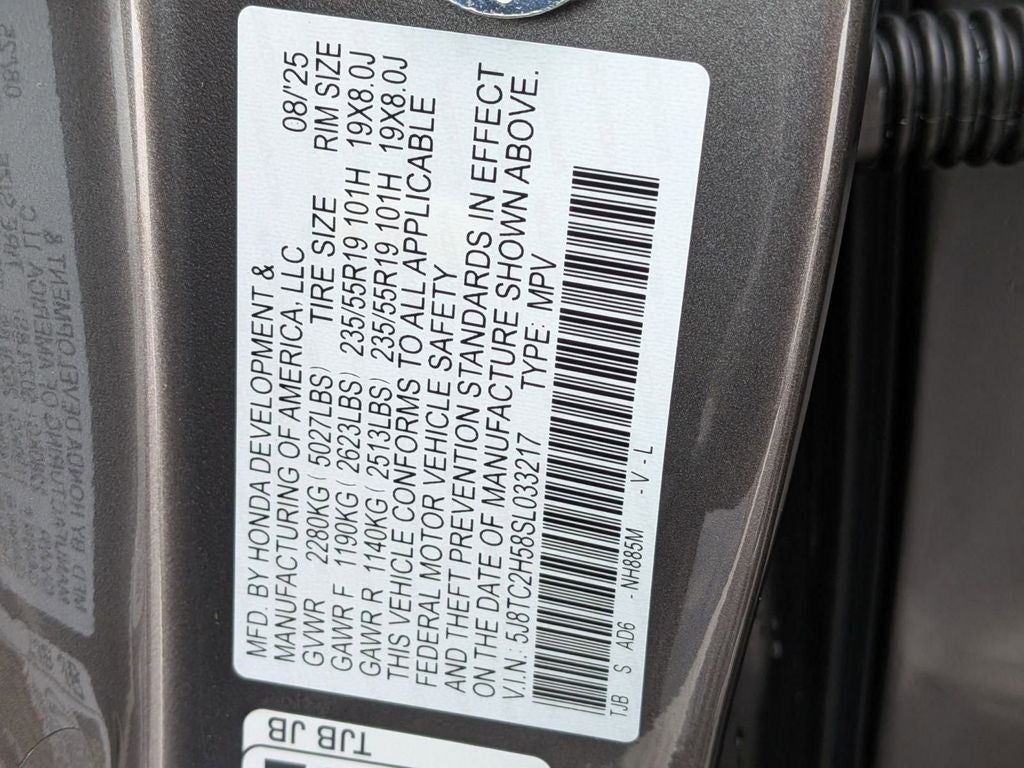 MFD. BY HONDA DEVELOPMENT &
MANUFACTURING OF AMERICA, LLC 08/'25
GVWR 2280KG ( 5027LBS) TIRE SIZE RIM SIZE
GAWR F 1190KG ( 2623LBS) 235/55R19 101H 19X8.0J
GAWR R 1140KG ( 2513LBS) 235/55R19 101H 19X8.0J
THIS VEHICLE CONFORMS TO ALL APPLICABLE
FEDERAL MOTOR VEHICLE SAFETY
AND THEFT PREVENTION STANDARDS IN EFFECT
ON THE DATE OF MANUFACTURE SHOWN ABOVE.
V.I.N: 5J8TC2H58SL033217 TYPE: MPV
TJB S AD6 -NH885M -V-L
TJB JB